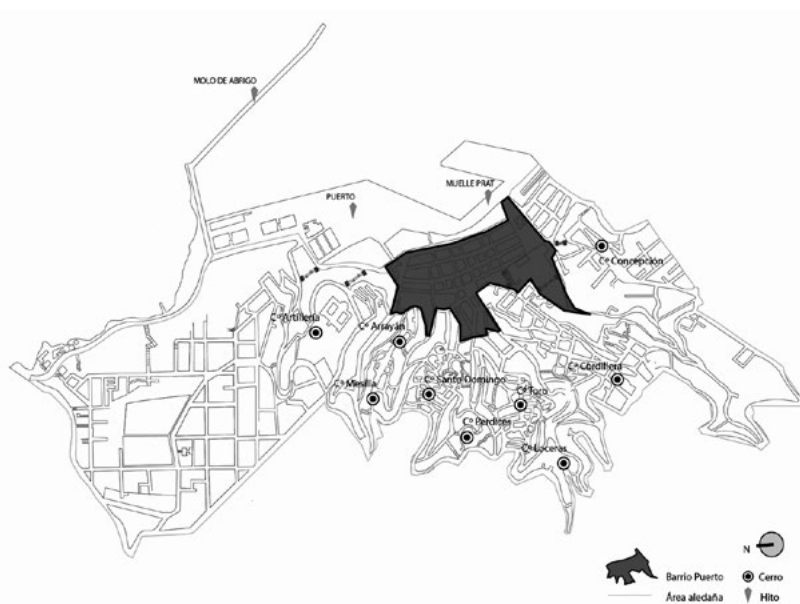 MOLO DE ABRIGO
MUELLE PRAT
PUERTO
Cº Concepción
Cº Artillería
Cº Arrayán
Cº Cordillera
Cº Mesilla
Cº Santo Domingo
Cº Toro
Cº Perdices
Cº Loceras
N
Barrio Puerto
Cerro
Área aledaña
Hito